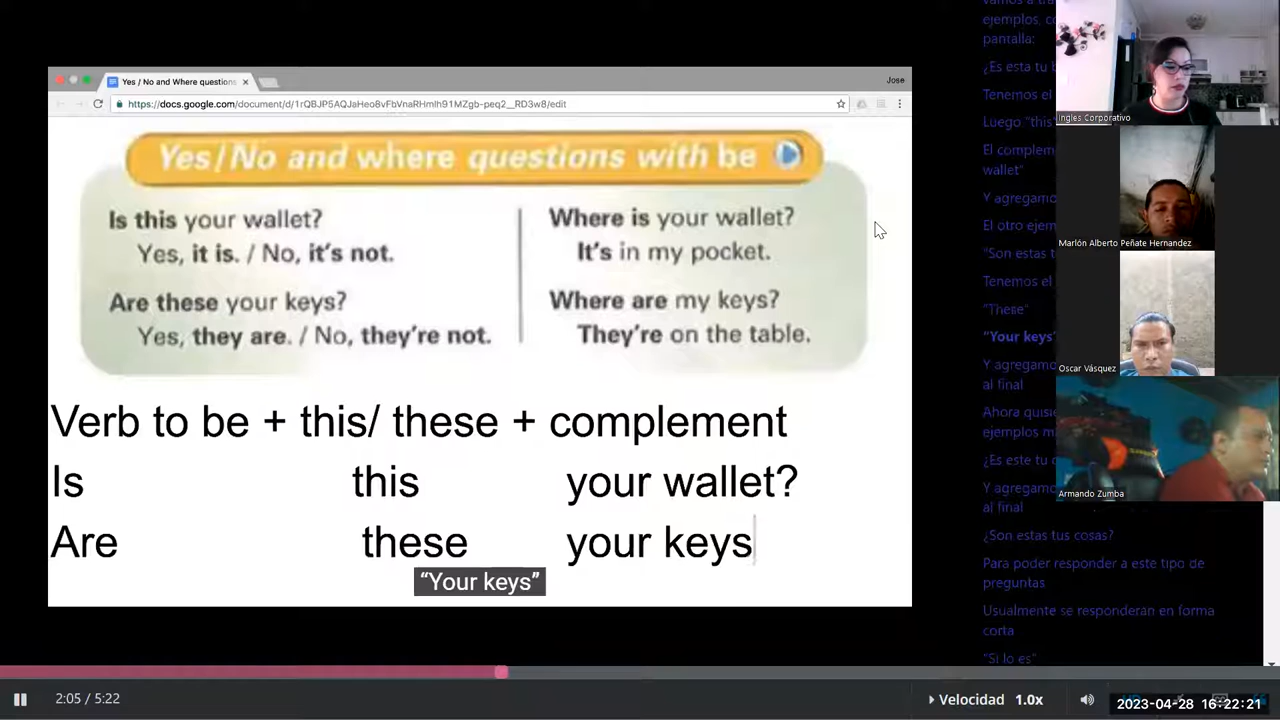 Yes / No and Where questions
Jose
https://docs.google.com/document/d/1rQBJP5AQJaHeo8vFbVnaRHmlh91MZgb-peq2__RD3w8/edit
Yes/No and where questions with be
Is this your wallet?
Yes, it is. / No, it's not.
Are these your keys?
Yes, they are. / No, they're not.
Where is your wallet?
It's in my pocket.
Where are my keys?
They're on the table.
Verb to be + this/ these + complement
Is this your wallet?
Are these your keys
“Your keys”
ejemplos, co
pantalla:
¿Es esta tu b
Tenemos el
Luego “this”
El complem
wallet”
Y agregamo
El otro ejem
“Son estas t
Tenemos el
“These”
“Your keys”
Y agregamo
al final
Ahora quisie
ejemplos m
¿Es este tu c
Y agregamo
al final
¿Son estas tus cosas?
Para poder responder a este tipo de
preguntas
Usualmente se responderán en forma
corta
“Si lo es”
Ingles Corporativo
Marlón Alberto Peñate Hernandez
Oscar Vásquez
Armando Zumba
2:05 / 5:22
Velocidad 1.0x
2023-04-28 16:22:21